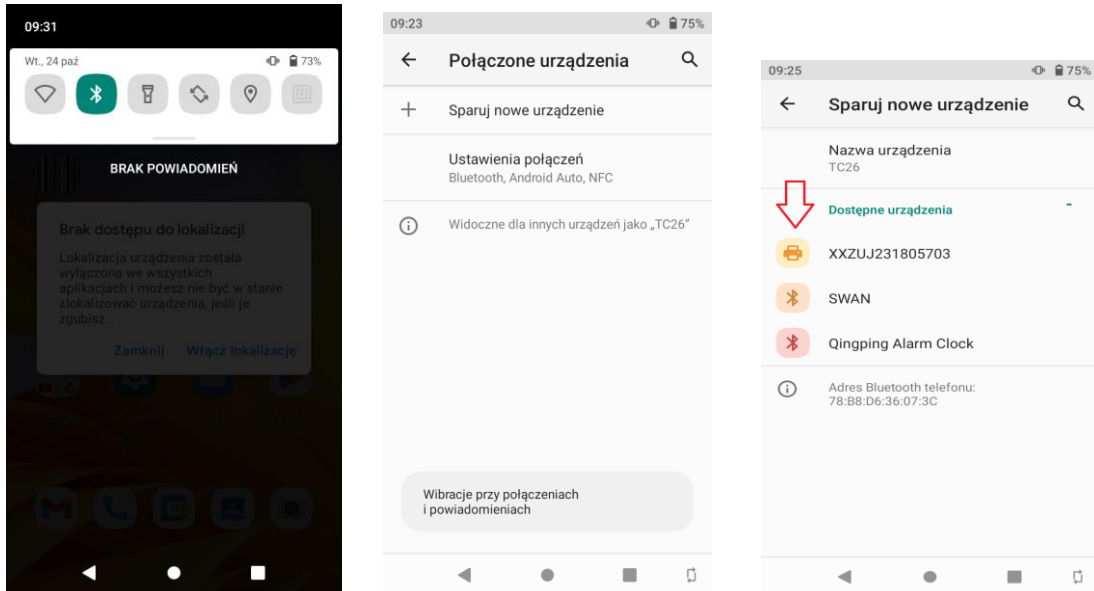 09:31
Wt., 24 paź
73%
BRAK POWIADOMIEŃ
Brak dostępu do lokalizacji
Lokalizacja urządzenia została
wyłączona we wszystkich
aplikacjach i możesz nie być w stanie
zlokalizować urządzenia, jeśli je
zgubisz.
Zamknij Włącz lokalizację
09:23
75%
Połączone urządzenia
Sparuj nowe urządzenie
Ustawienia połączeń
Bluetooth, Android Auto, NFC
Widoczne dla innych urządzeń jako „TC26”
Wibracje przy połączeniach
i powiadomieniach
09:25
75%
Sparuj nowe urządzenie
Nazwa urządzenia
TC26
Dostępne urządzenia
XXZUJ231805703
SWAN
Qingping Alarm Clock
Adres Bluetooth telefonu:
78:B8:D6:36:07:3C